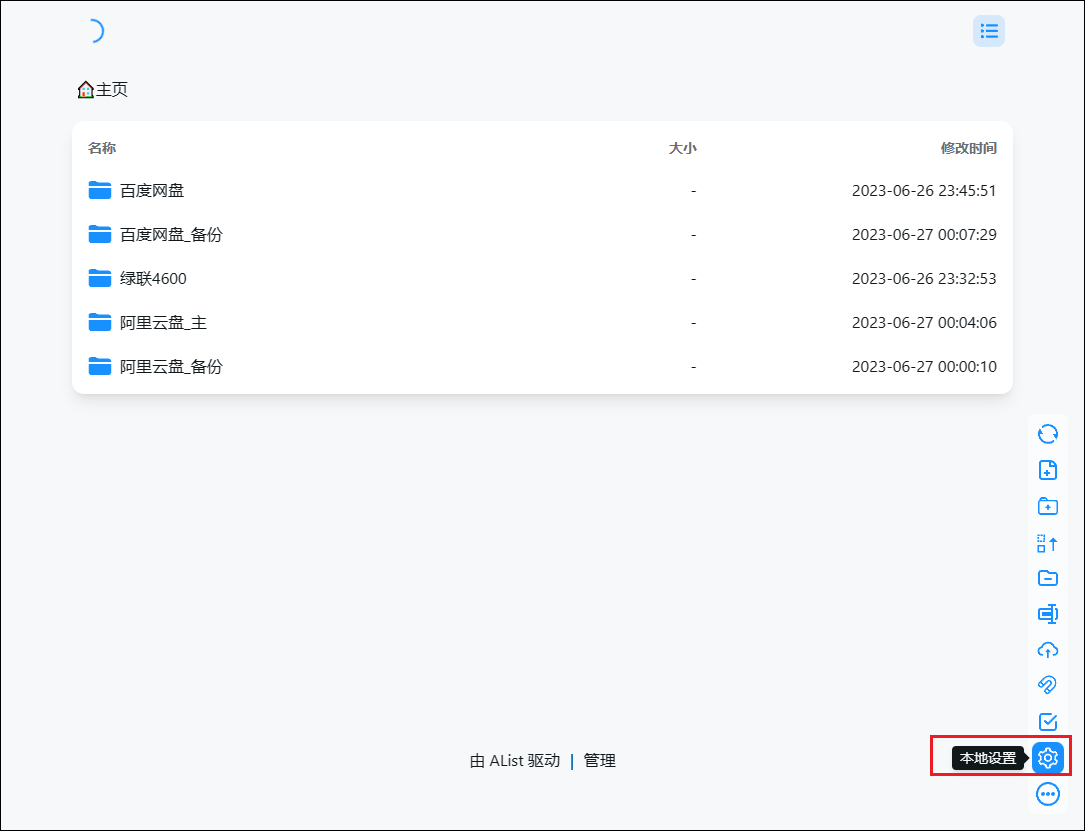 主页
名称 大小 修改时间
百度网盘 - 2023-06-26 23:45:51
百度网盘_备份 - 2023-06-27 00:07:29
绿联4600 - 2023-06-26 23:32:53
阿里云盘_主 - 2023-06-27 00:04:06
阿里云盘_备份 - 2023-06-27 00:00:10
由 AList 驱动 | 管理
本地设置